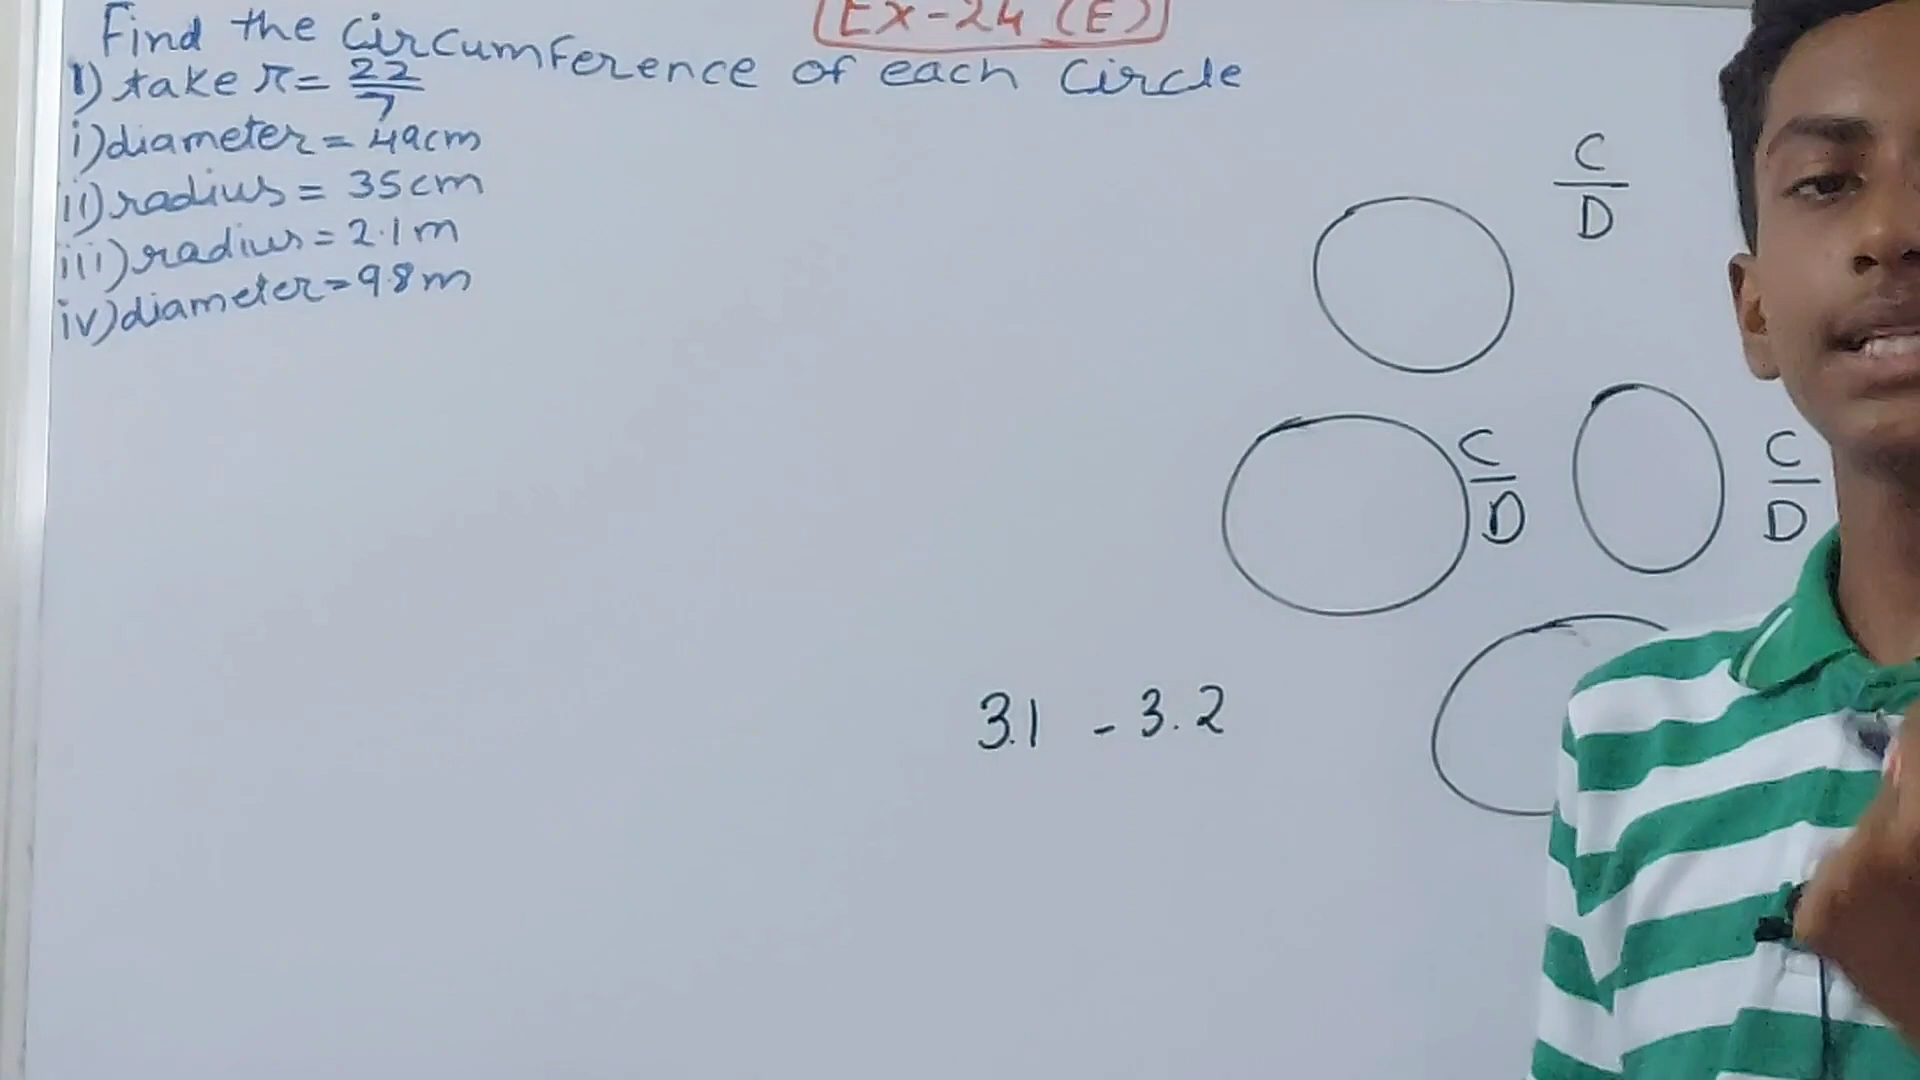 Ex-24 (E)
Find the circumference of each circle
1) take π = 22/7
i) diameter = 49cm
ii) radius = 35cm
iii) radius = 2.1m
iv) diameter = 9.8m
C
D
C
D
C
D
3.1 - 3.2